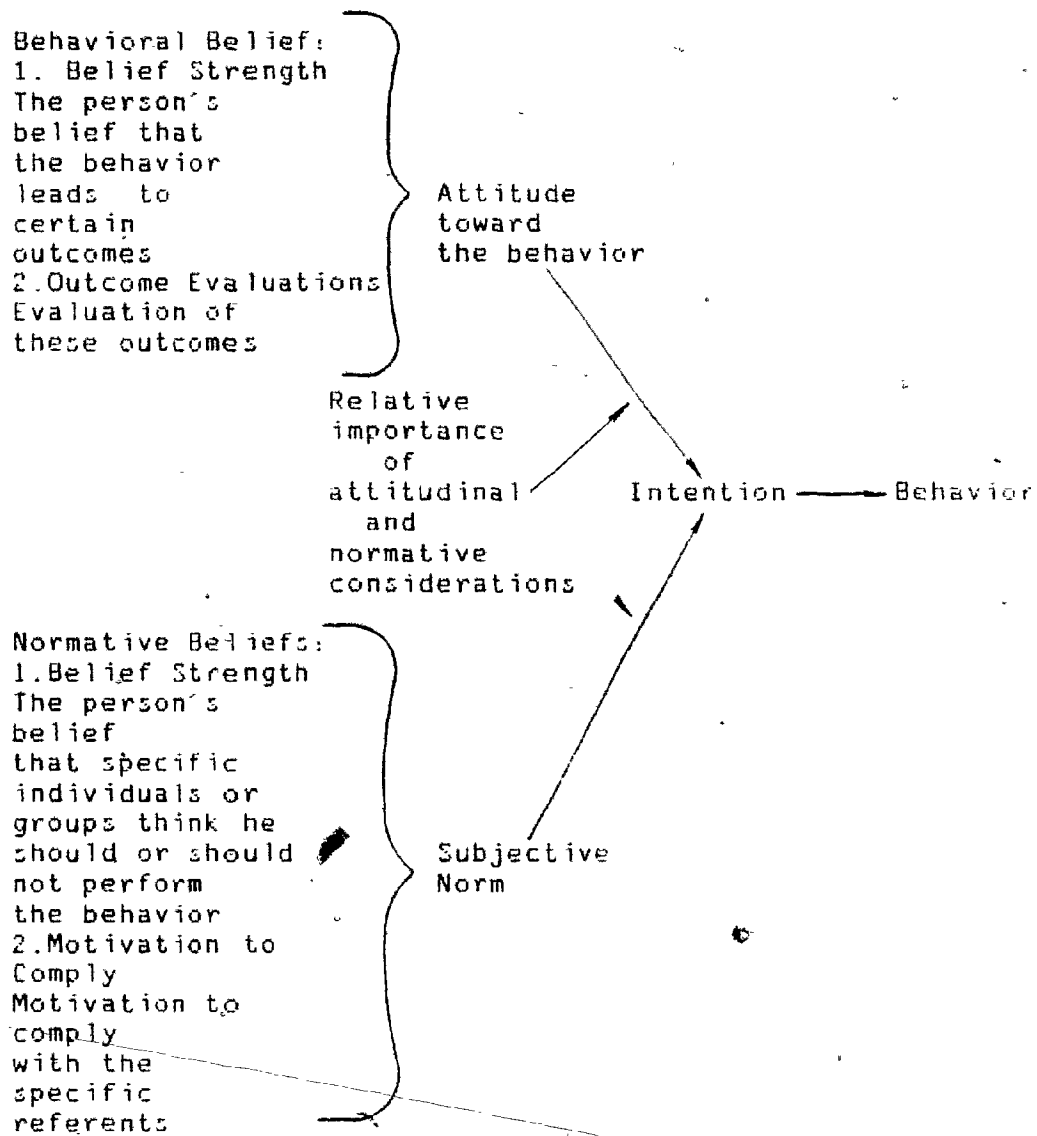 Behavioral Belief:
1. Belief Strength
The person's
belief that
the behavior
leads to
certain
outcomes
2.Outcome Evaluations
Evaluation of
these outcomes
Attitude
toward
the behavior
Relative
importance
of
attitudinal
and
normative
considerations
Intention
Behavior
Normative Beliefs:
1.Belief Strength
The person's
belief
that specific
individuals or
groups think he
should or should
not perform
the behavior
2.Motivation to
Comply
Motivation to
comply
with the
specific
referents
Subjective
Norm